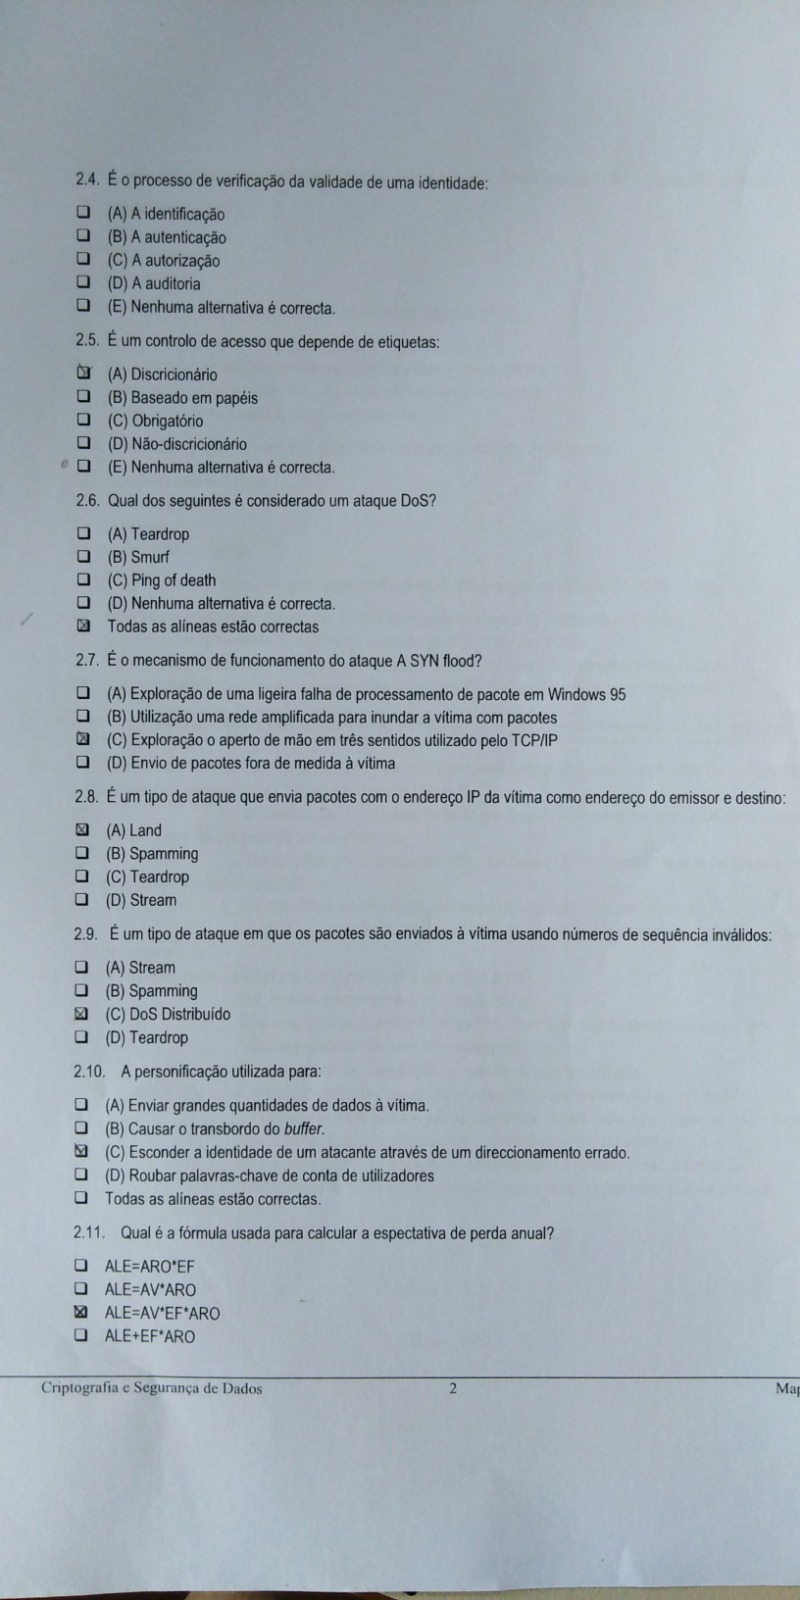 2.4. É o processo de verificação da validade de uma identidade:
❑ (A) A identificação
❑ (B) A autenticação
❑ (C) A autorização
❑ (D) A auditoria
❑ (E) Nenhuma alternativa é correcta.
2.5. É um controlo de acesso que depende de etiquetas:
☒ (A) Discricionário
❑ (B) Baseado em papéis
❑ (C) Obrigatório
❑ (D) Não-discricionário
❑ (E) Nenhuma alternativa é correcta.
2.6. Qual dos seguintes é considerado um ataque DoS?
❑ (A) Teardrop
❑ (B) Smurf
❑ (C) Ping of death
❑ (D) Nenhuma alternativa é correcta.
☒ Todas as alíneas estão correctas
2.7. É o mecanismo de funcionamento do ataque A SYN flood?
❑ (A) Exploração de uma ligeira falha de processamento de pacote em Windows 95
❑ (B) Utilização uma rede amplificada para inundar a vítima com pacotes
☒ (C) Exploração o aperto de mão em três sentidos utilizado pelo TCP/IP
❑ (D) Envio de pacotes fora de medida à vítima
2.8. É um tipo de ataque que envia pacotes com o endereço IP da vítima como endereço do emissor e destino:
☒ (A) Land
❑ (B) Spamming
❑ (C) Teardrop
❑ (D) Stream
2.9. É um tipo de ataque em que os pacotes são enviados à vítima usando números de sequência inválidos:
❑ (A) Stream
❑ (B) Spamming
☒ (C) DoS Distribuído
❑ (D) Teardrop
2.10. A personificação utilizada para:
❑ (A) Enviar grandes quantidades de dados à vítima.
❑ (B) Causar o transbordo do buffer.
☒ (C) Esconder a identidade de um atacante através de um direccionamento errado.
❑ (D) Roubar palavras-chave de conta de utilizadores
❑ Todas as alíneas estão correctas.
2.11. Qual é a fórmula usada para calcular a espectativa de perda anual?
❑ ALE=ARO*EF
❑ ALE=AV*ARO
☒ ALE=AV*EF*ARO
❑ ALE+EF*ARO
Criptografia e Segurança de Dados 2